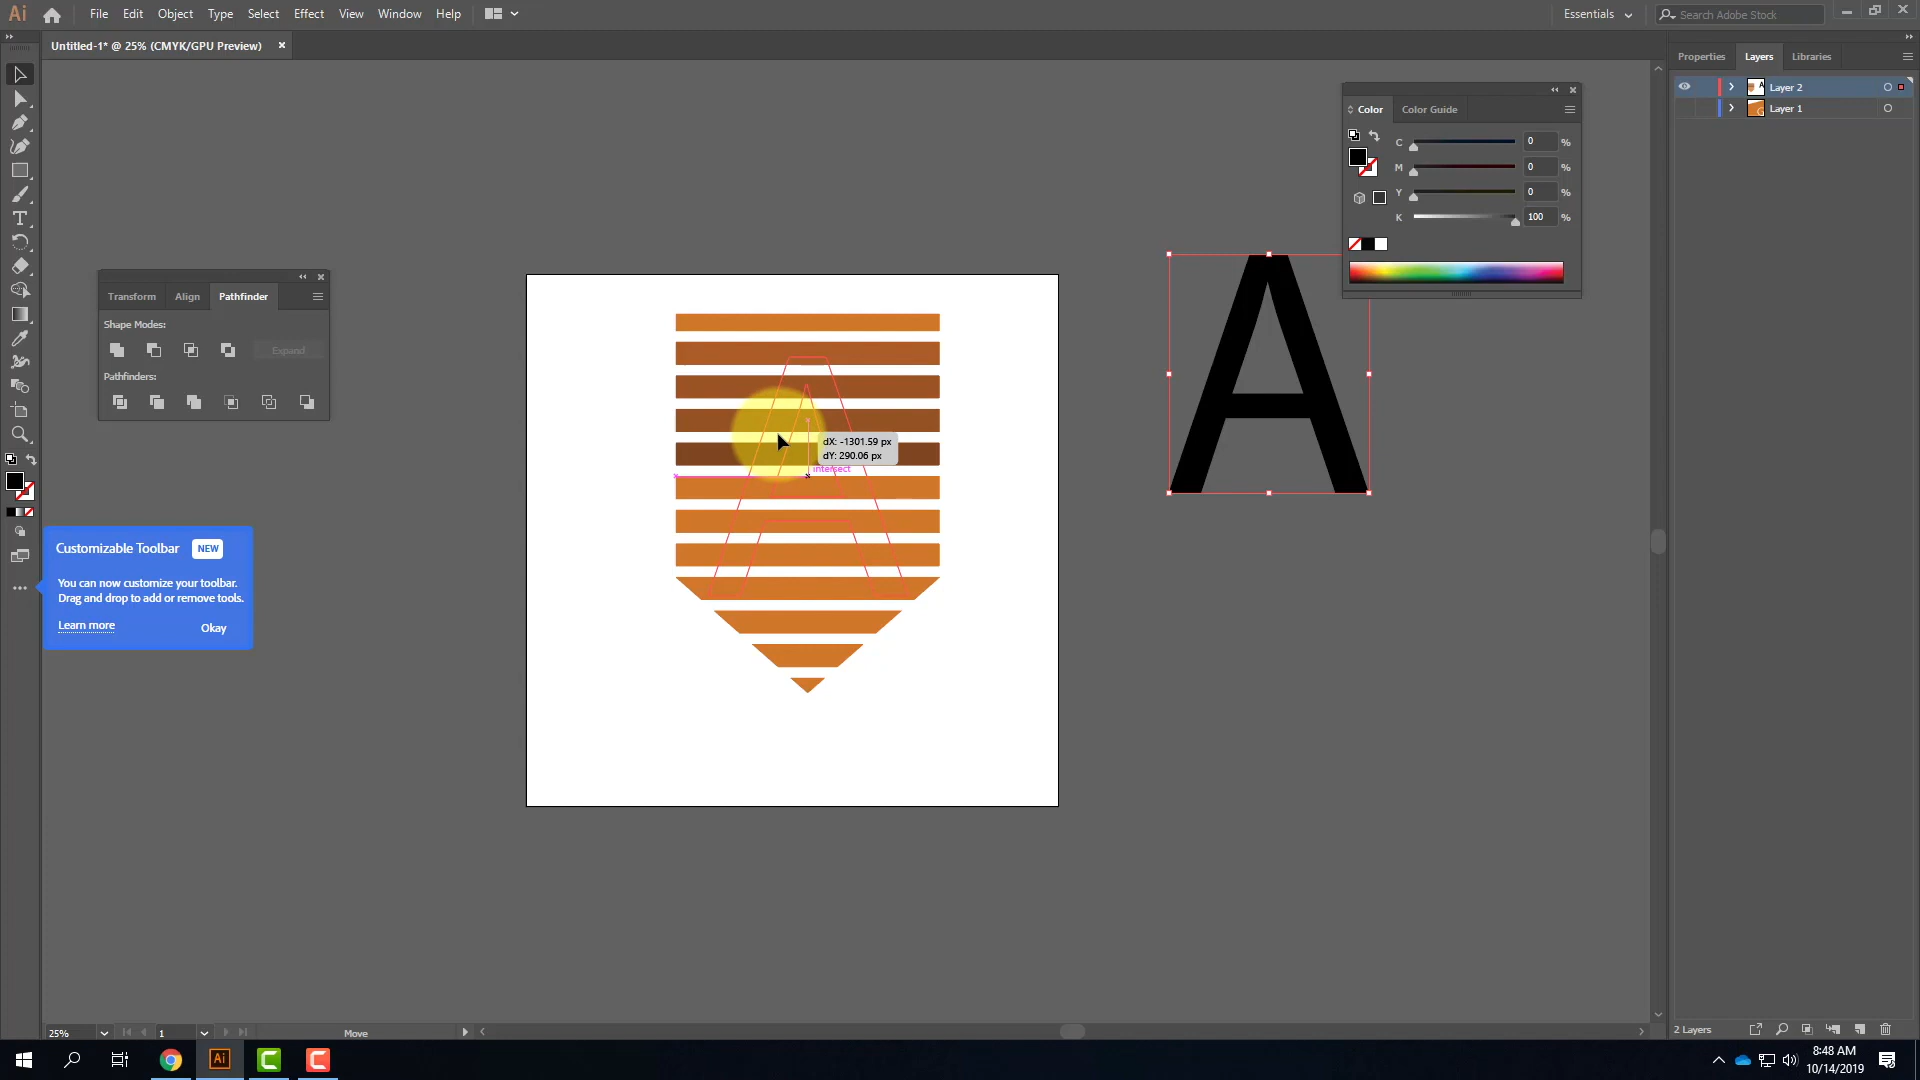 Ai File Edit Object Type Select Effect View Window Help Essentials Search Adobe Stock
Untitled-1* @ 25% (CMYK/GPU Preview)
Properties Layers Libraries
Layer 2
Layer 1
Color Color Guide
C 0 %
M 0 %
Y 0 %
K 100 %
A
Transform Align Pathfinder
Shape Modes:
Expand
Pathfinders:
dX: -1301.59 px
dY: 290.06 px
intersect
Customizable Toolbar NEW
You can now customize your toolbar.
Drag and drop to add or remove tools.
Learn more Okay
25% 1 Move
2 Layers
Ai
8:48 AM
10/14/2019